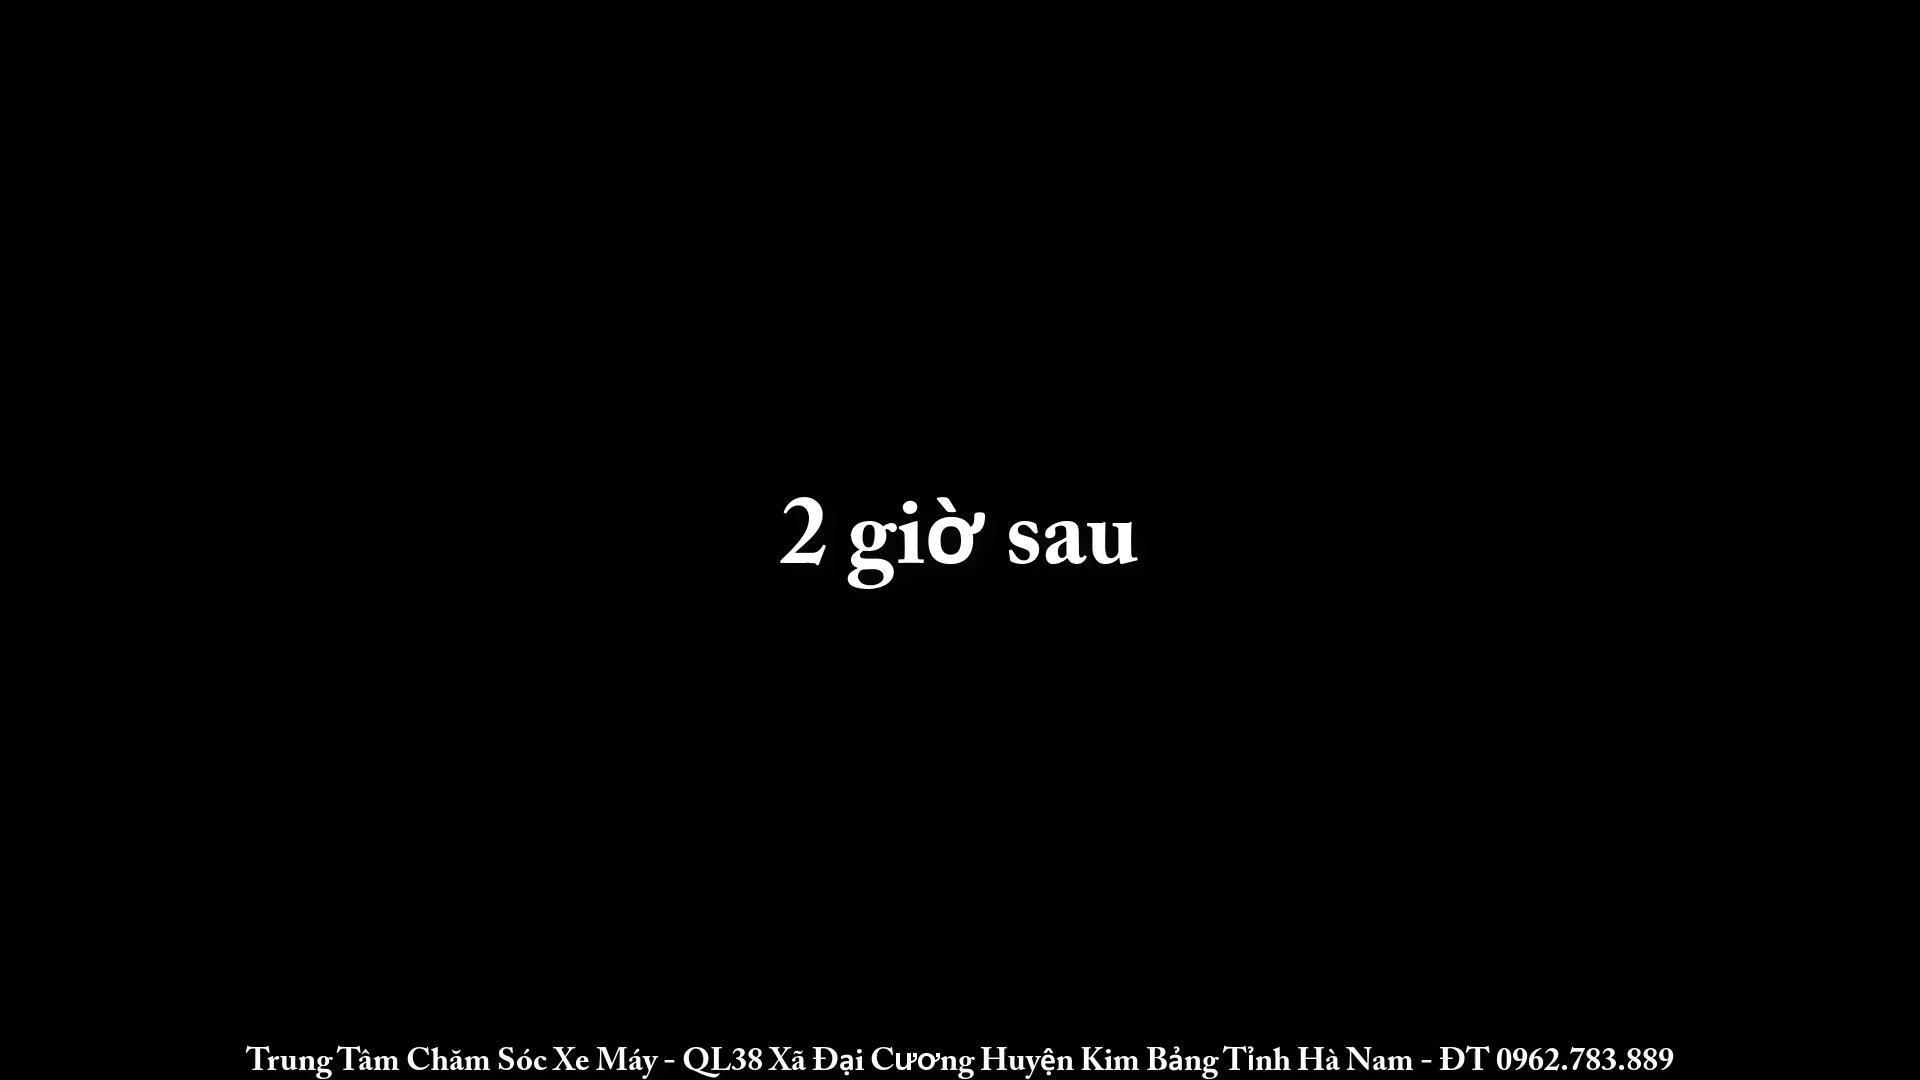 2 giờ sau
Trung Tâm Chăm Sóc Xe Máy - QL38 Xã Đại Cương Huyện Kim Bảng Tỉnh Hà Nam - ĐT 0962.783.889